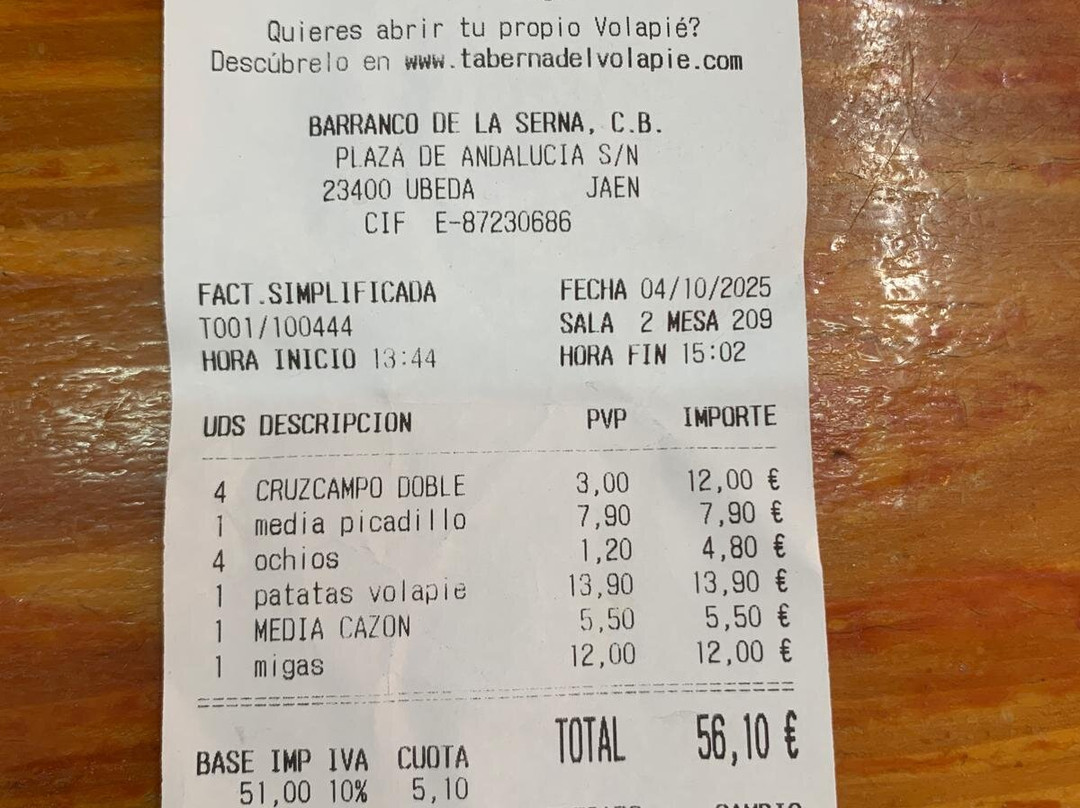 Quieres abrir tu propio Volapié?
Descúbrelo en www.tabernadelvolapie.com
BARRANCO DE LA SERNA, C.B.
PLAZA DE ANDALUCIA S/N
23400 UBEDA JAEN
CIF E-87230686
FACT.SIMPLIFICADA FECHA 04/10/2025
T001/100444 SALA 2 MESA 209
HORA INICIO 13:44 HORA FIN 15:02
UDS DESCRIPCION PVP IMPORTE
4 CRUZCAMPO DOBLE 3,00 12,00 €
1 media picadillo 7,90 7,90 €
4 ochios 1,20 4,80 €
1 patatas volapie 13,90 13,90 €
1 MEDIA CAZON 5,50 5,50 €
1 migas 12,00 12,00 €
TOTAL 56,10 €
BASE IMP IVA CUOTA
51,00 10% 5,10